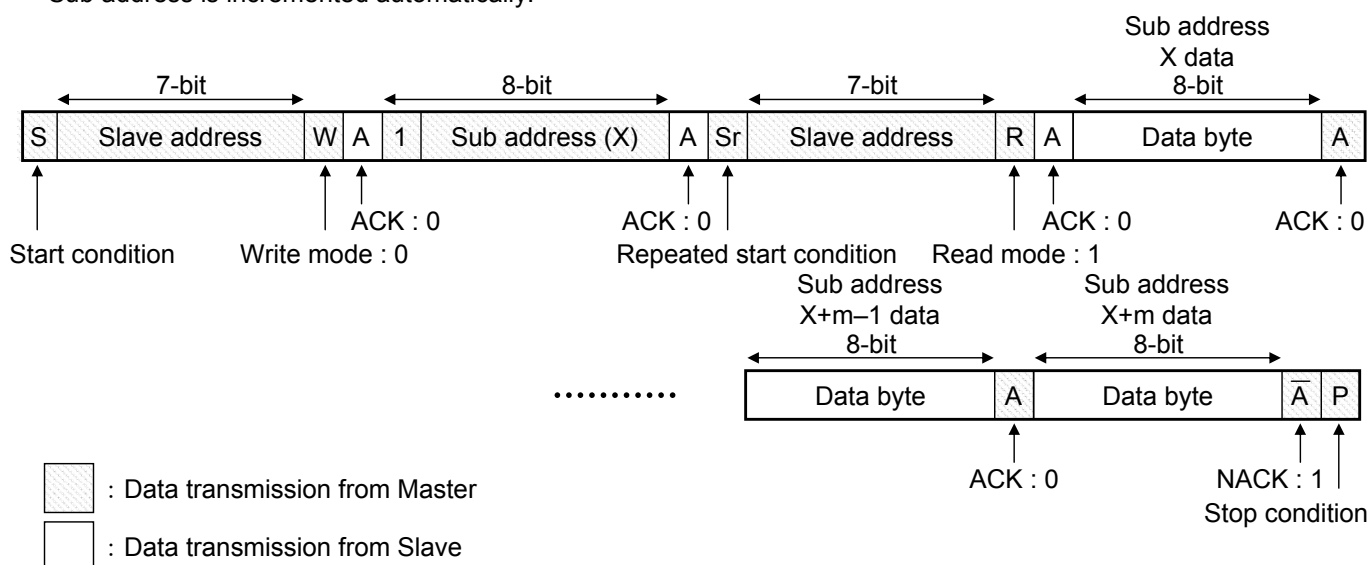 Sub address is incremented automatically.
Sub address
X data
7-bit 8-bit 7-bit 8-bit
S Slave address W A 1 Sub address (X) A Sr Slave address R A Data byte A
ACK : 0 ACK : 0 ACK : 0 ACK : 0
Start condition Write mode : 0 Repeated start condition Read mode : 1
Sub address Sub address
X+m–1 data X+m data
8-bit 8-bit
........... Data byte A Data byte A̅ P
ACK : 0 NACK : 1
Stop condition
: Data transmission from Master
: Data transmission from Slave